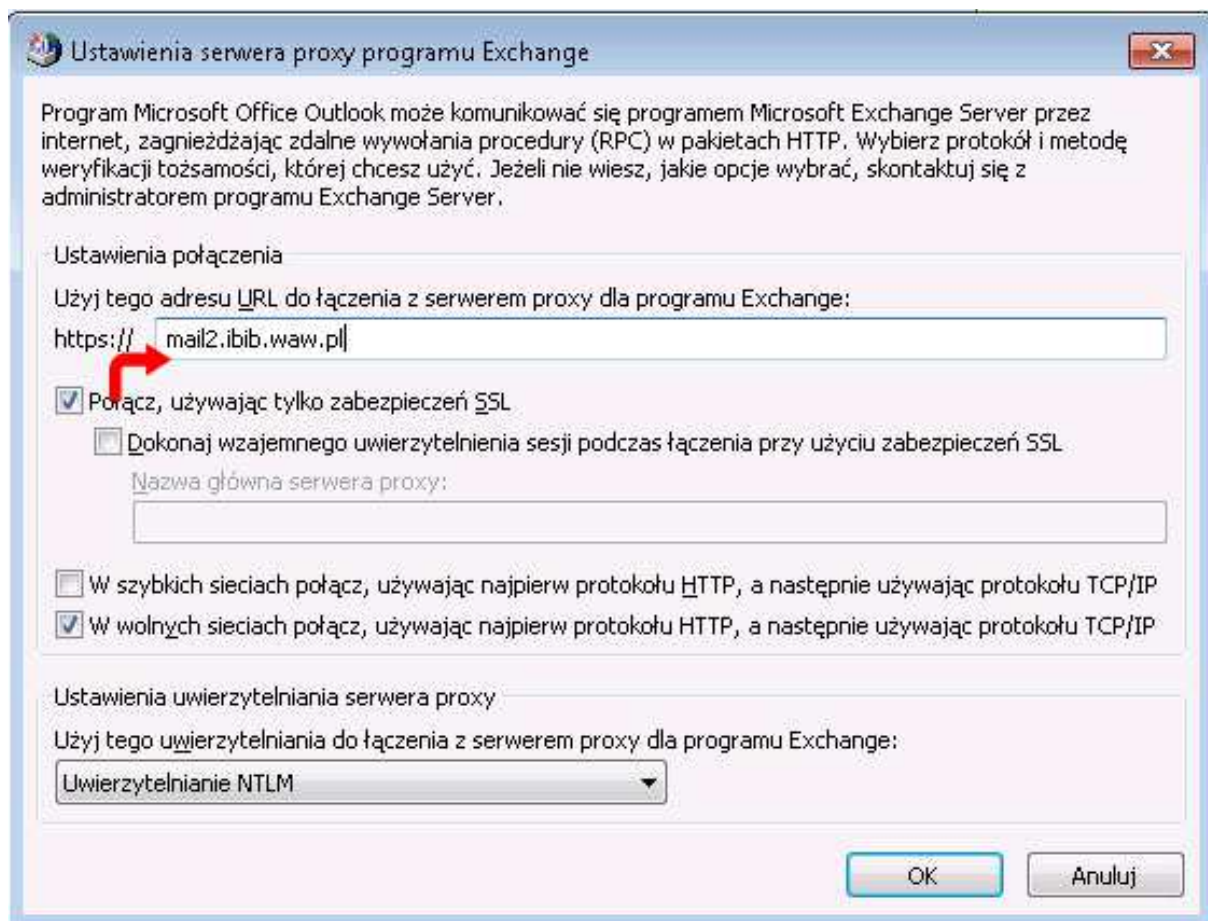 Ustawienia serwera proxy programu Exchange
Program Microsoft Office Outlook może komunikować się programem Microsoft Exchange Server przez
internet, zagnieżdżając zdalne wywołania procedury (RPC) w pakietach HTTP. Wybierz protokół i metodę
weryfikacji tożsamości, której chcesz użyć. Jeżeli nie wiesz, jakie opcje wybrać, skontaktuj się z
administratorem programu Exchange Server.
Ustawienia połączenia
Użyj tego adresu URL do łączenia z serwerem proxy dla programu Exchange:
https:// mail2.ibib.waw.pl
Połącz, używając tylko zabezpieczeń SSL
Dokonaj wzajemnego uwierzytelnienia sesji podczas łączenia przy użyciu zabezpieczeń SSL
Nazwa główna serwera proxy:
W szybkich sieciach połącz, używając najpierw protokołu HTTP, a następnie używając protokołu TCP/IP
W wolnych sieciach połącz, używając najpierw protokołu HTTP, a następnie używając protokołu TCP/IP
Ustawienia uwierzytelniania serwera proxy
Użyj tego uwierzytelniania do łączenia z serwerem proxy dla programu Exchange:
Uwierzytelnianie NTLM
OK Anuluj